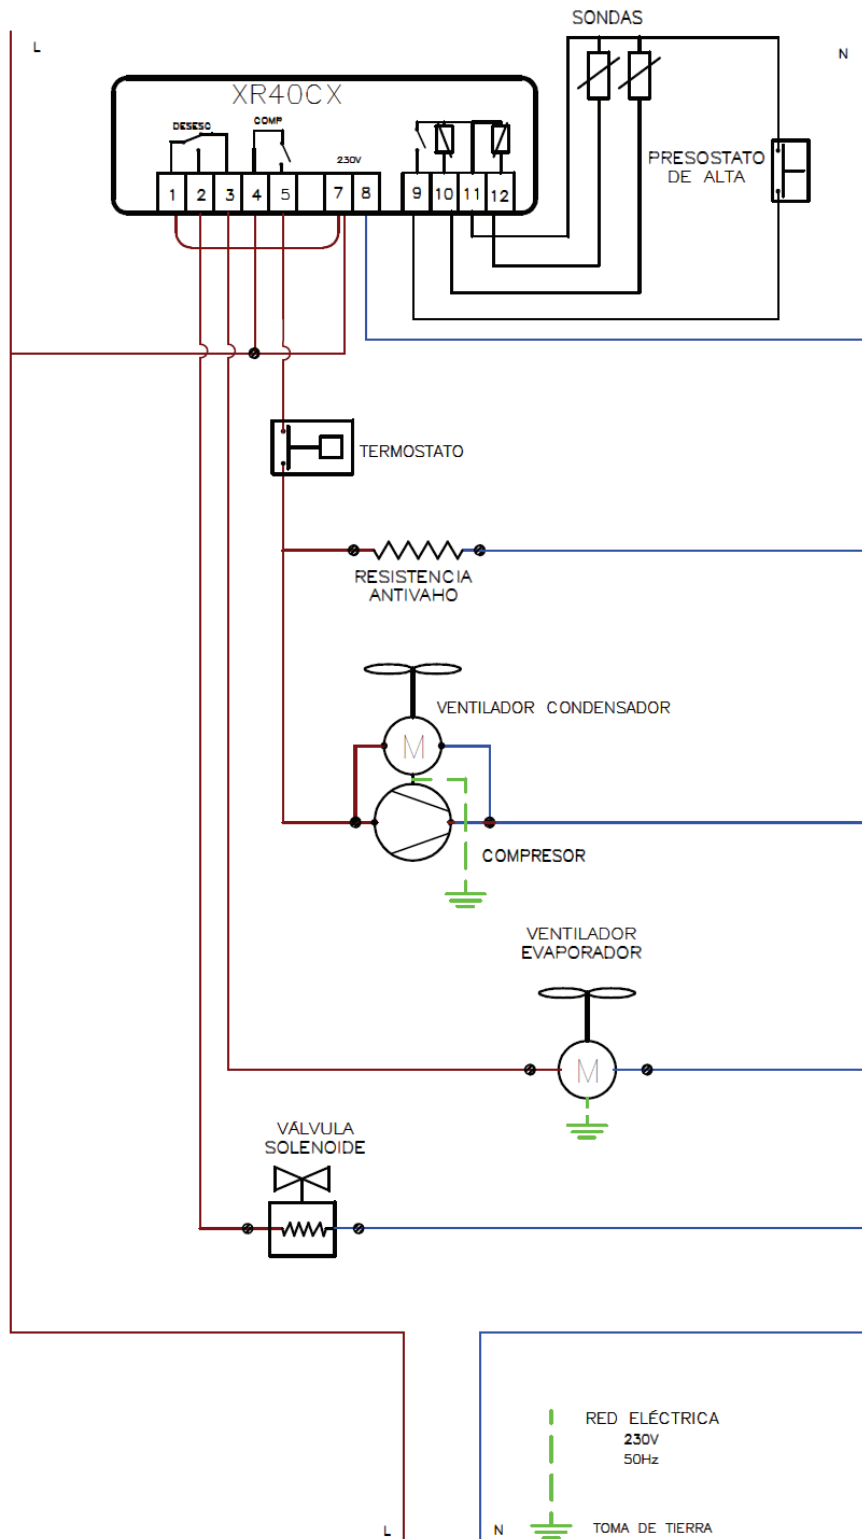 SONDAS
L
N
XR40CX
DESESC
COMP
230V
1 2 3 4 5 7 8 9 10 11 12
PRESOSTATO
DE ALTA
TERMOSTATO
RESISTENCIA
ANTIVAHO
VENTILADOR CONDENSADOR
M
COMPRESOR
VENTILADOR
EVAPORADOR
M
VÁLVULA
SOLENOIDE
RED ELÉCTRICA
230V
50Hz
L
N
TOMA DE TIERRA